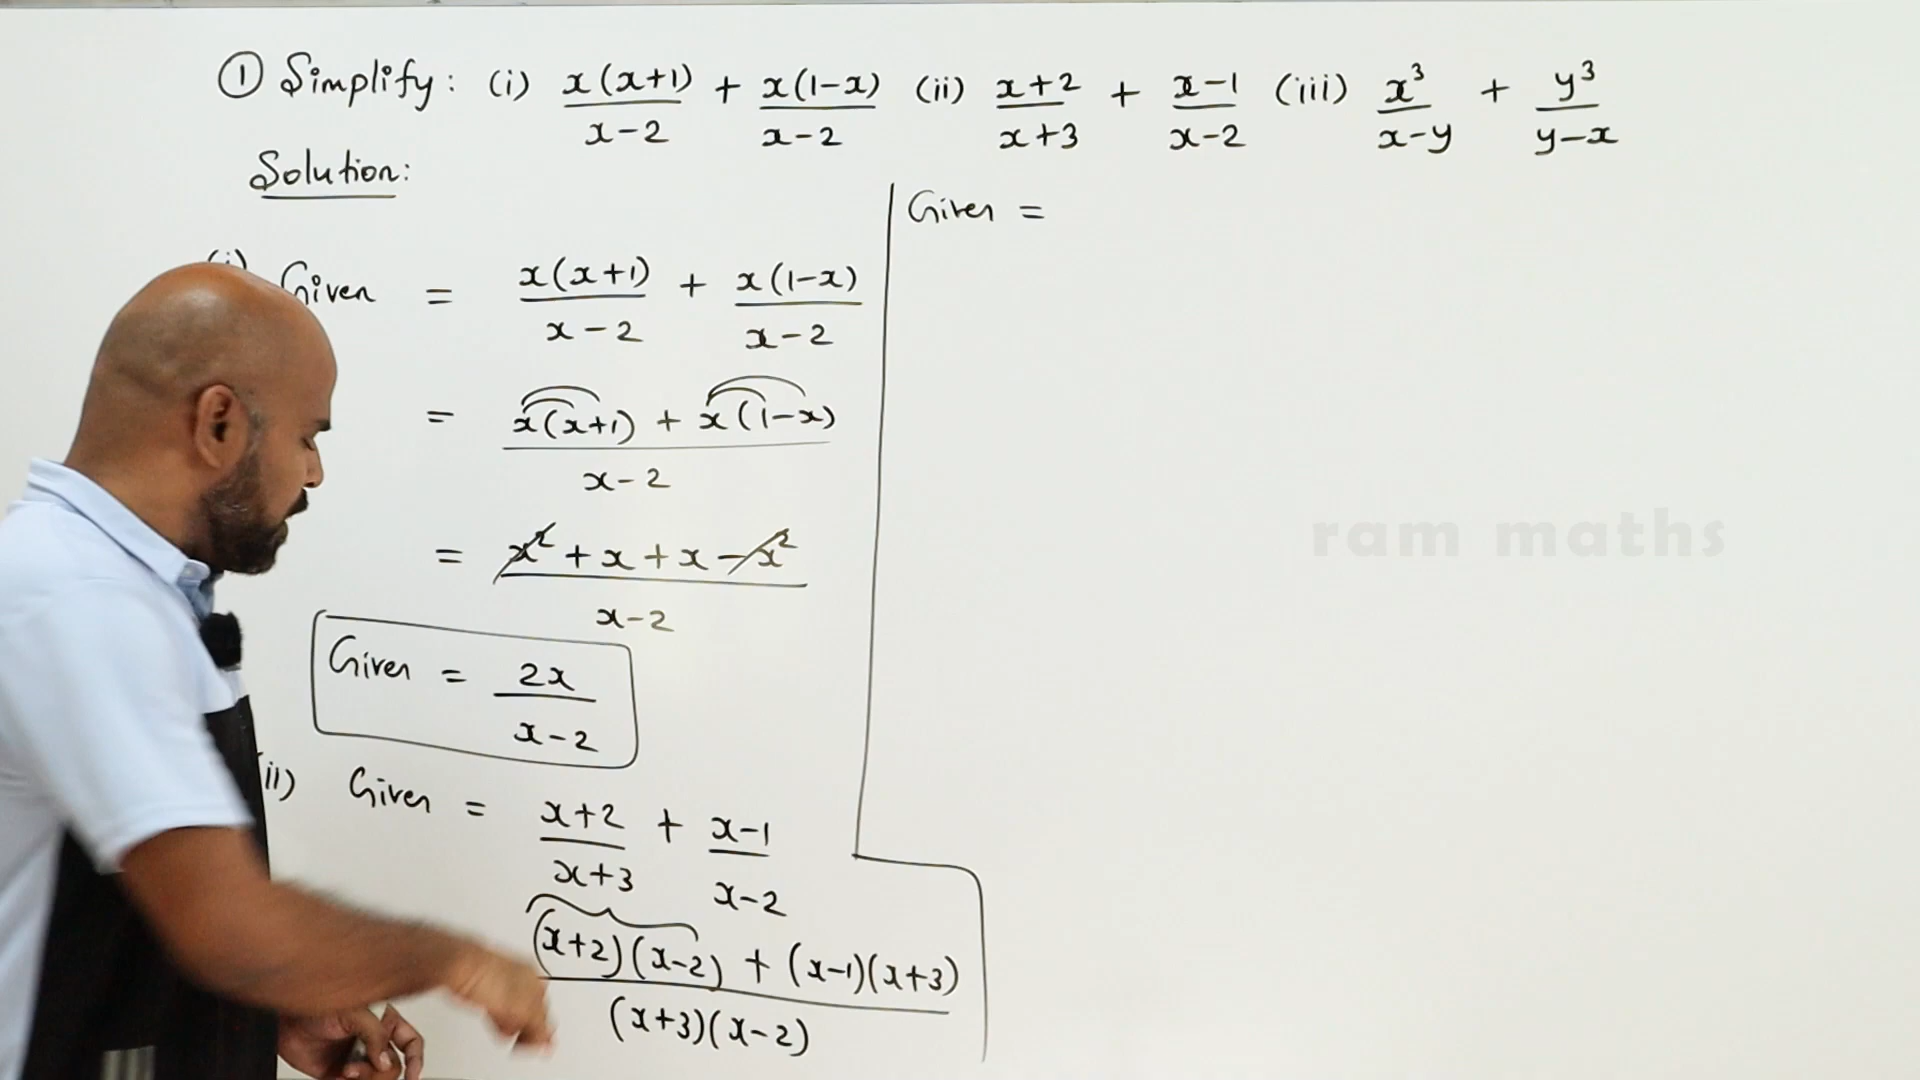 ① Simplify: (i) x(x+1)/x-2 + x(1-x)/x-2 (ii) x+2/x+3 + x-1/x-2 (iii) x³/x-y + y³/y-x
Solution:
(i) Given = x(x+1)/x-2 + x(1-x)/x-2
= x(x+1) + x(1-x)/x-2
= x² + x + x - x²/x-2
Given = 2x/x-2
ii) Given = x+2/x+3 + x-1/x-2
(x+2)(x-2) + (x-1)(x+3)/(x+3)(x-2)
Given =
ram maths